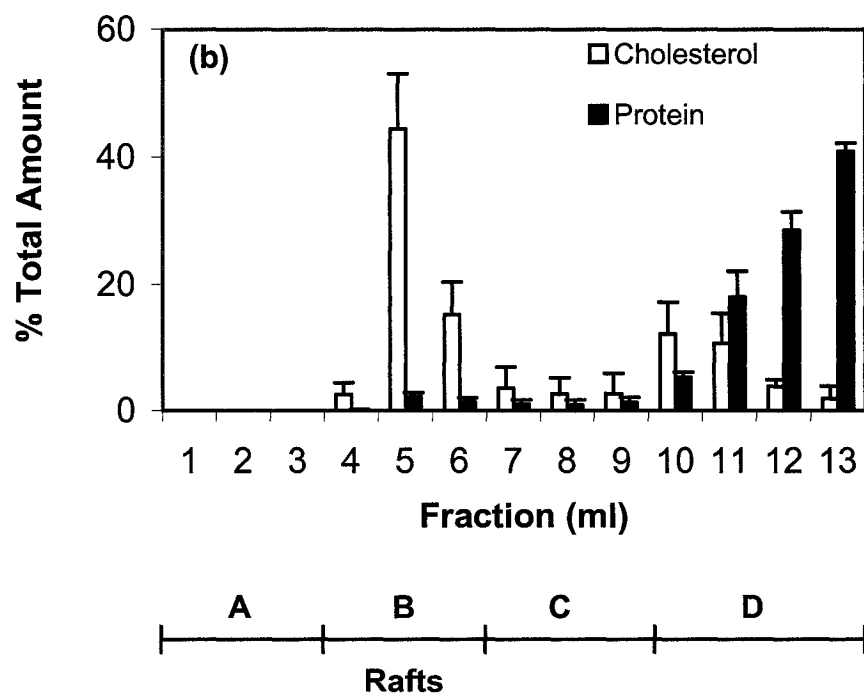 60
(b)
Cholesterol
Protein
40
20
0
% Total Amount
1 2 3 4 5 6 7 8 9 10 11 12 13
Fraction (ml)
A B C D
Rafts